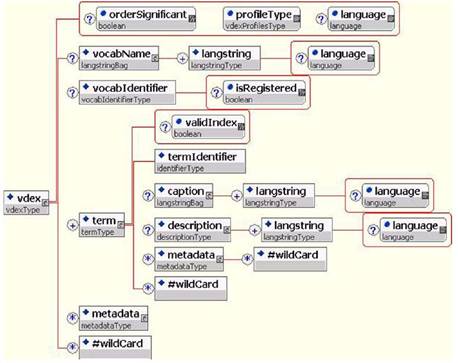 ? orderSignificant profileType ? language
boolean vdexProfilesType language
? vocabName + langstring ? language
langstringBag langstringType language
? vocabIdentifier ? isRegistered
vocabIdentifierType boolean
? validIndex
boolean
termIdentifier
identifierType
vdex
vdexType
? caption + langstring ? language
langstringBag langstringType language
+ term
termType
? description + langstring ? language
descriptionType langstringType language
* metadata * #wildCard
metadataType
* #wildCard
* metadata
metadataType
* #wildCard